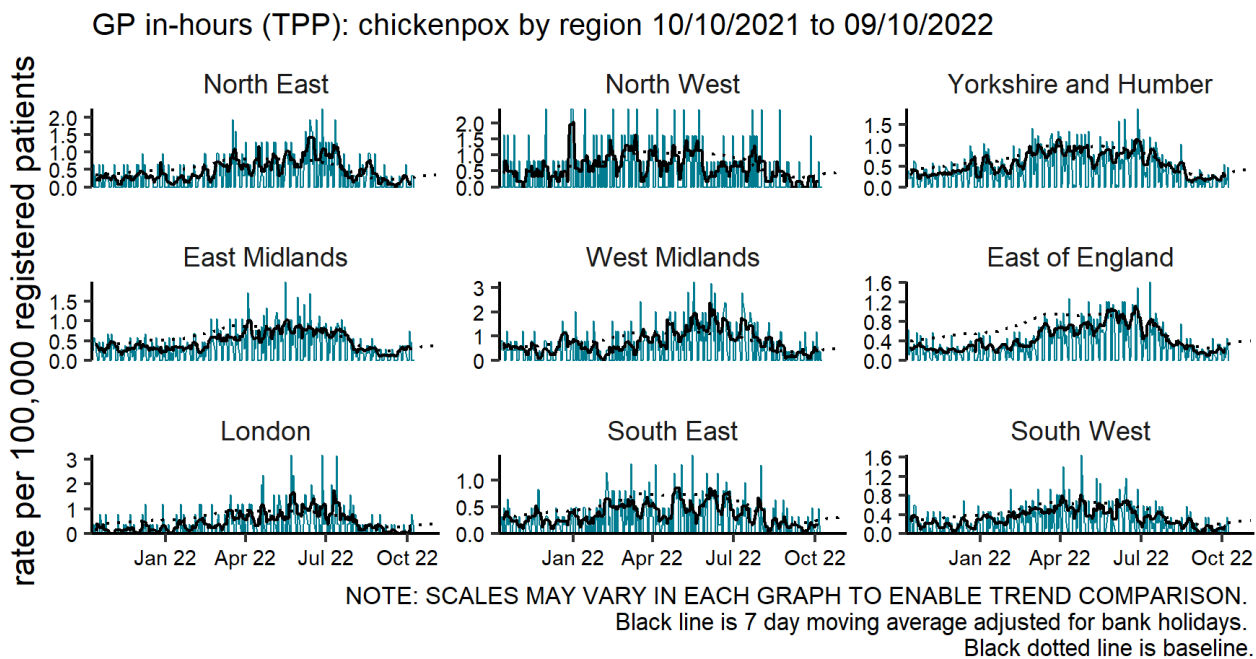 GP in-hours (TPP): chickenpox by region 10/10/2021 to 09/10/2022
rate per 100,000 registered patients
North East
2.0
1.5
1.0
0.5
0.0
North West
2.0
1.5
1.0
0.5
0.0
Yorkshire and Humber
1.5
1.0
0.5
0.0
East Midlands
1.5
1.0
0.5
0.0
West Midlands
3
2
1
0
East of England
1.6
1.2
0.8
0.4
0.0
London
3
2
1
0
South East
1.0
0.5
0.0
South West
1.6
1.2
0.8
0.4
0.0
Jan 22 Apr 22 Jul 22 Oct 22
Jan 22 Apr 22 Jul 22 Oct 22
Jan 22 Apr 22 Jul 22 Oct 22
NOTE: SCALES MAY VARY IN EACH GRAPH TO ENABLE TREND COMPARISON.
Black line is 7 day moving average adjusted for bank holidays.
Black dotted line is baseline.